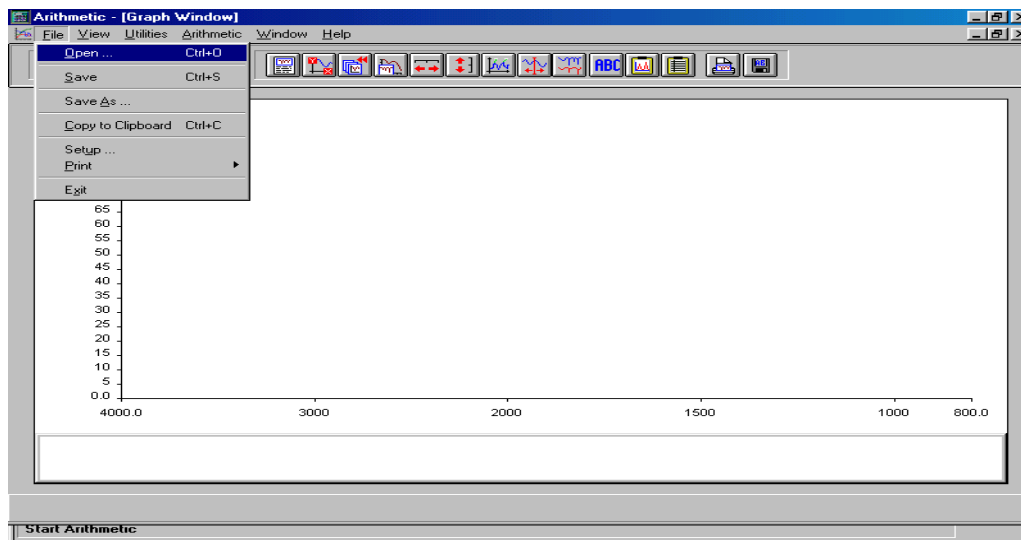 Arithmetic - [Graph Window]
File View Utilities Arithmetic Window Help
Open ... Ctrl+O
Save Ctrl+S
Save As ...
Copy to Clipboard Ctrl+C
Setup ...
Print
Exit
ABC
65
60
55
50
45
40
35
30
25
20
15
10
5
0.0
4000.0 3000 2000 1500 1000 800.0
Start Arithmetic